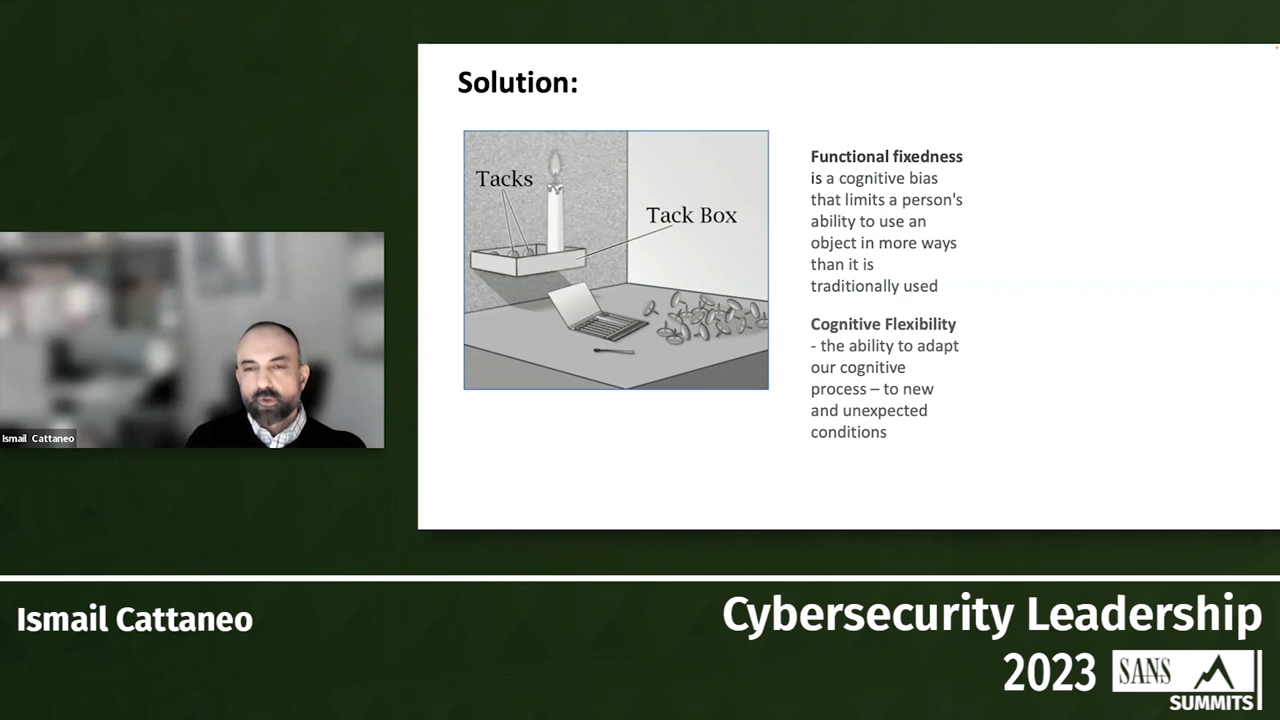 Solution:
Tacks
Tack Box
Functional fixedness
is a cognitive bias
that limits a person's
ability to use an
object in more ways
than it is
traditionally used
Cognitive Flexibility
- the ability to adapt
our cognitive
process – to new
and unexpected
conditions
Ismail Cattaneo
Ismail Cattaneo
Cybersecurity Leadership
2023
SANS
SUMMITS